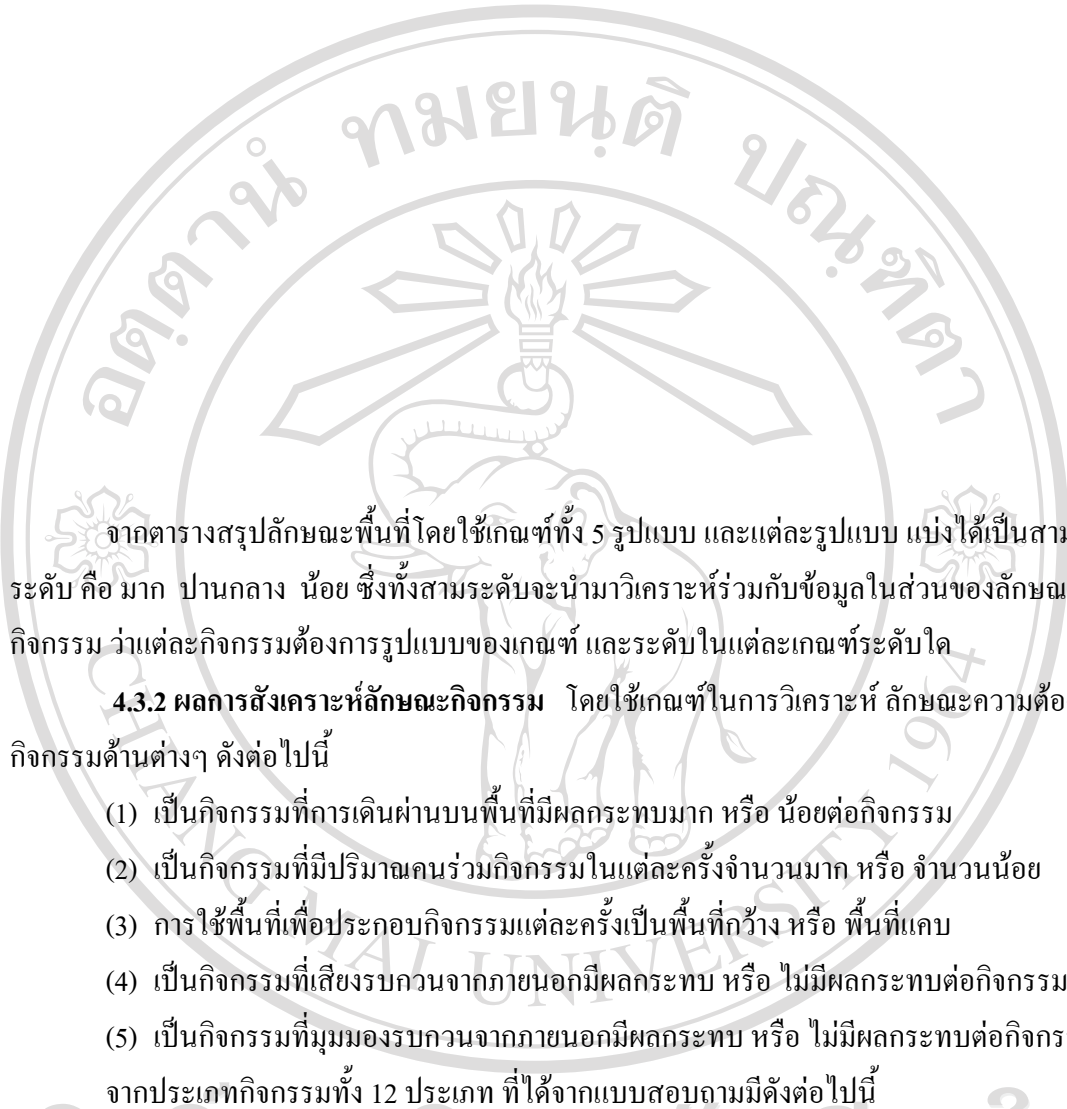 อตฺตานํ ทมยนฺติ ปณฺฑิตา
จากตารางสรุปลักษณะพื้นที่โดยใช้เกณฑ์ทั้ง 5 รูปแบบ และแต่ละรูปแบบ แบ่งได้เป็นสาม
ระดับ คือ มาก ปานกลาง น้อย ซึ่งทั้งสามระดับจะนำมาวิเคราะห์ร่วมกับข้อมูลในส่วนของลักษณ
กิจกรรม ว่าแต่ละกิจกรรมต้องการรูปแบบของเกณฑ์ และระดับในแต่ละเกณฑ์ระดับใด
4.3.2 ผลการสังเคราะห์ลักษณะกิจกรรม โดยใช้เกณฑ์ในการวิเคราะห์ ลักษณะความต้อ
กิจกรรมด้านต่างๆ ดังต่อไปนี้
(1) เป็นกิจกรรมที่การเดินผ่านบนพื้นที่มีผลกระทบมาก หรือ น้อยต่อกิจกรรม
(2) เป็นกิจกรรมที่มีปริมาณคนร่วมกิจกรรมในแต่ละครั้งจำนวนมาก หรือ จำนวนน้อย
(3) การใช้พื้นที่เพื่อประกอบกิจกรรมแต่ละครั้งเป็นพื้นที่กว้าง หรือ พื้นที่แคบ
(4) เป็นกิจกรรมที่เสียงรบกวนจากภายนอกมีผลกระทบ หรือ ไม่มีผลกระทบต่อกิจกรรม
(5) เป็นกิจกรรมที่มุมมองรบกวนจากภายนอกมีผลกระทบ หรือ ไม่มีผลกระทบต่อกิจกร
จากประเภทกิจกรรมทั้ง 12 ประเภท ที่ได้จากแบบสอบถามมีดังต่อไปนี้
CHIANG MAI UNIVERSITY 1964